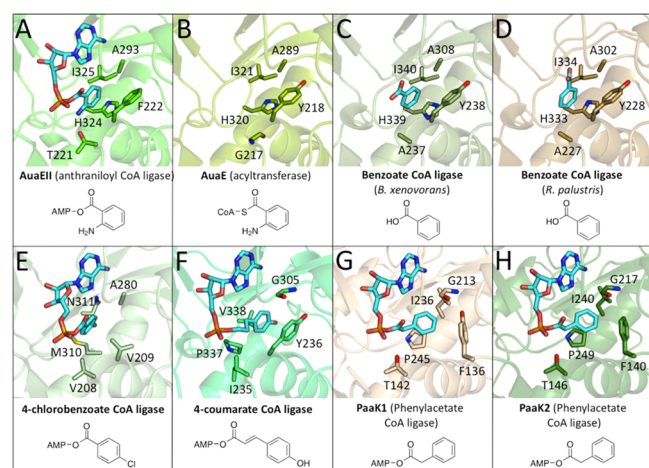 A
A293
I325
F222
H324
T221
AuaEII (anthraniloyl CoA ligase)
AMP O O H₂N
B
A289
I321
H320
Y218
G217
AuaE (acyltransferase)
CoA S O H₂N
C
A308
I340
H339
Y238
A237
Benzoate CoA ligase
(B. xenovorans)
HO O
D
A302
I334
H333
Y228
A227
Benzoate CoA ligase
(R. palustris)
HO O
E
A280
N311
M310
V209
V208
4-chlorobenzoate CoA ligase
AMP O O Cl
F
G305
V338
Y236
P337
I235
4-coumarate CoA ligase
AMP O O OH
G
G213
I236
P245
T142
F136
PaaK1 (Phenylacetate
CoA ligase)
AMP O O
H
G217
I240
P249
T146
F140
PaaK2 (Phenylacetate
CoA ligase)
AMP O O